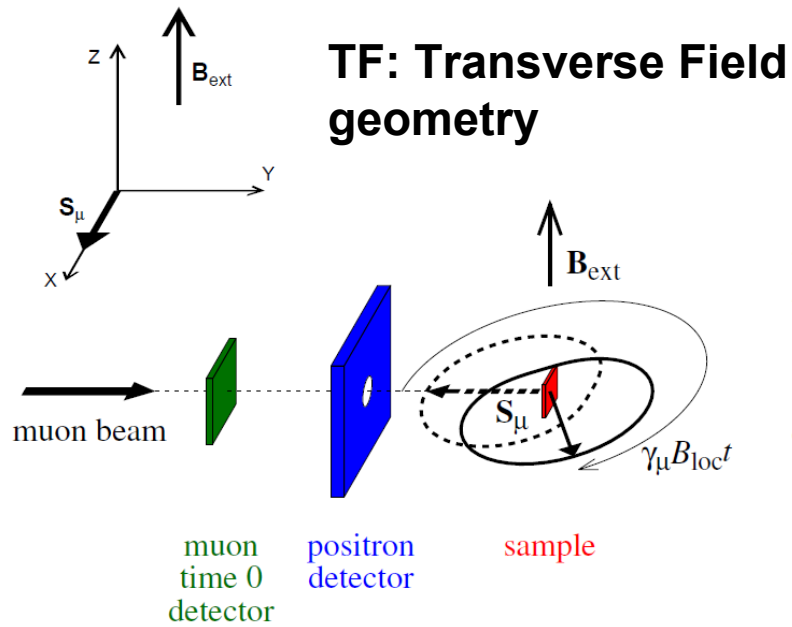 TF: Transverse Field
geometry
Z
B_ext
Y
S_μ
X
B_ext
muon beam
S_μ
γ_μB_loct
muon
time 0
detector
positron
detector
sample